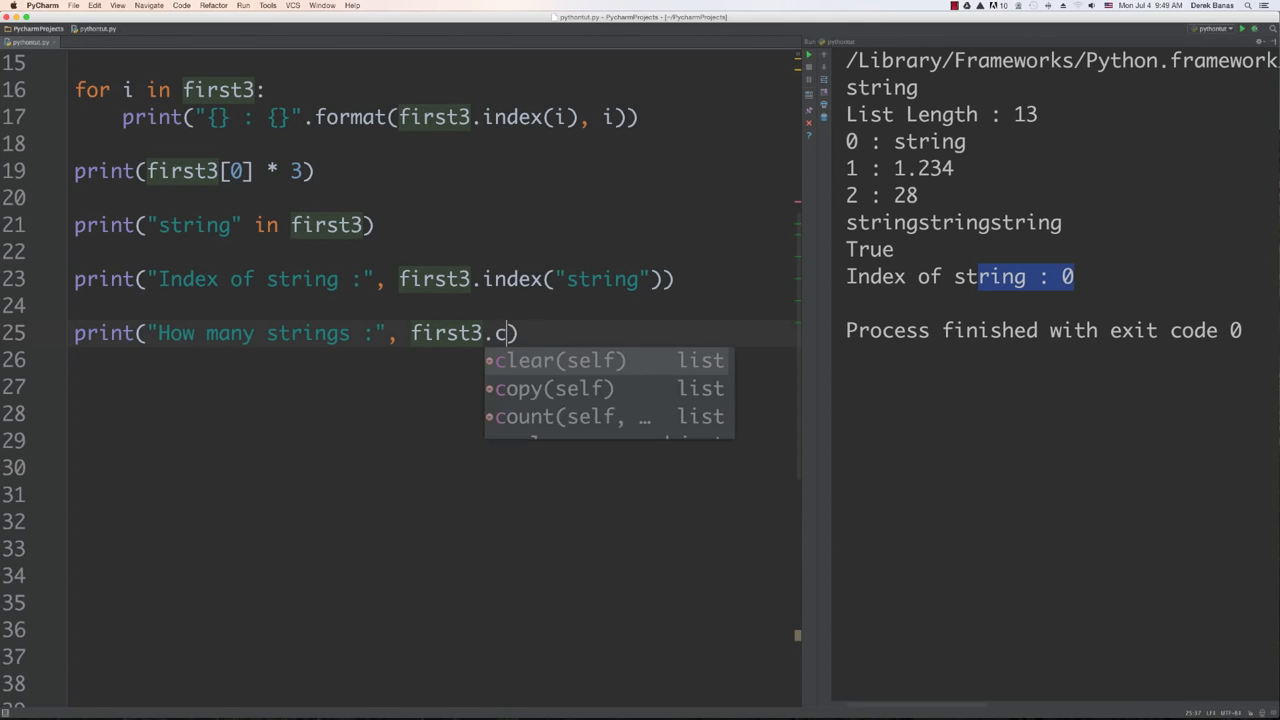 PyCharm File Edit View Navigate Code Refactor Run Tools VCS Window Help
10 Mon Jul 4 9:49 AM Derek Banas
pythontut.py - PycharmProjects - [~/PycharmProjects]
PycharmProjects pythontut.py
pythontut
pythontut.py
Run pythontut
15
16 for i in first3:
17 print("{} : {}".format(first3.index(i), i))
18
19 print(first3[0] * 3)
20
21 print("string" in first3)
22
23 print("Index of string :", first3.index("string"))
24
25 print("How many strings :", first3.c)
clear(self) list
copy(self) list
count(self, … list
26
27
28
29
30
31
32
33
34
35
36
37
38
/Library/Frameworks/Python.framework
string
List Length : 13
0 : string
1 : 1.234
2 : 28
stringstringstring
True
Index of string : 0
Process finished with exit code 0
25:37 LF÷ UTF-8÷